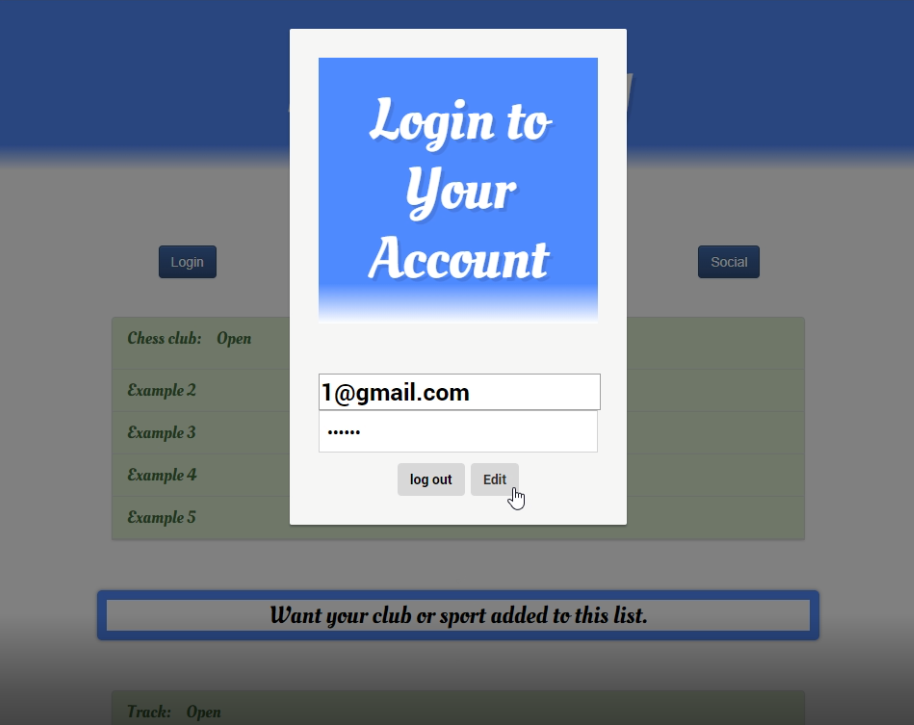 Login to
Your
Account
Login
Social
Chess club: Open
Example 2
Example 3
Example 4
Example 5
1@gmail.com
••••••
log out
Edit
Want your club or sport added to this list.
Track: Open